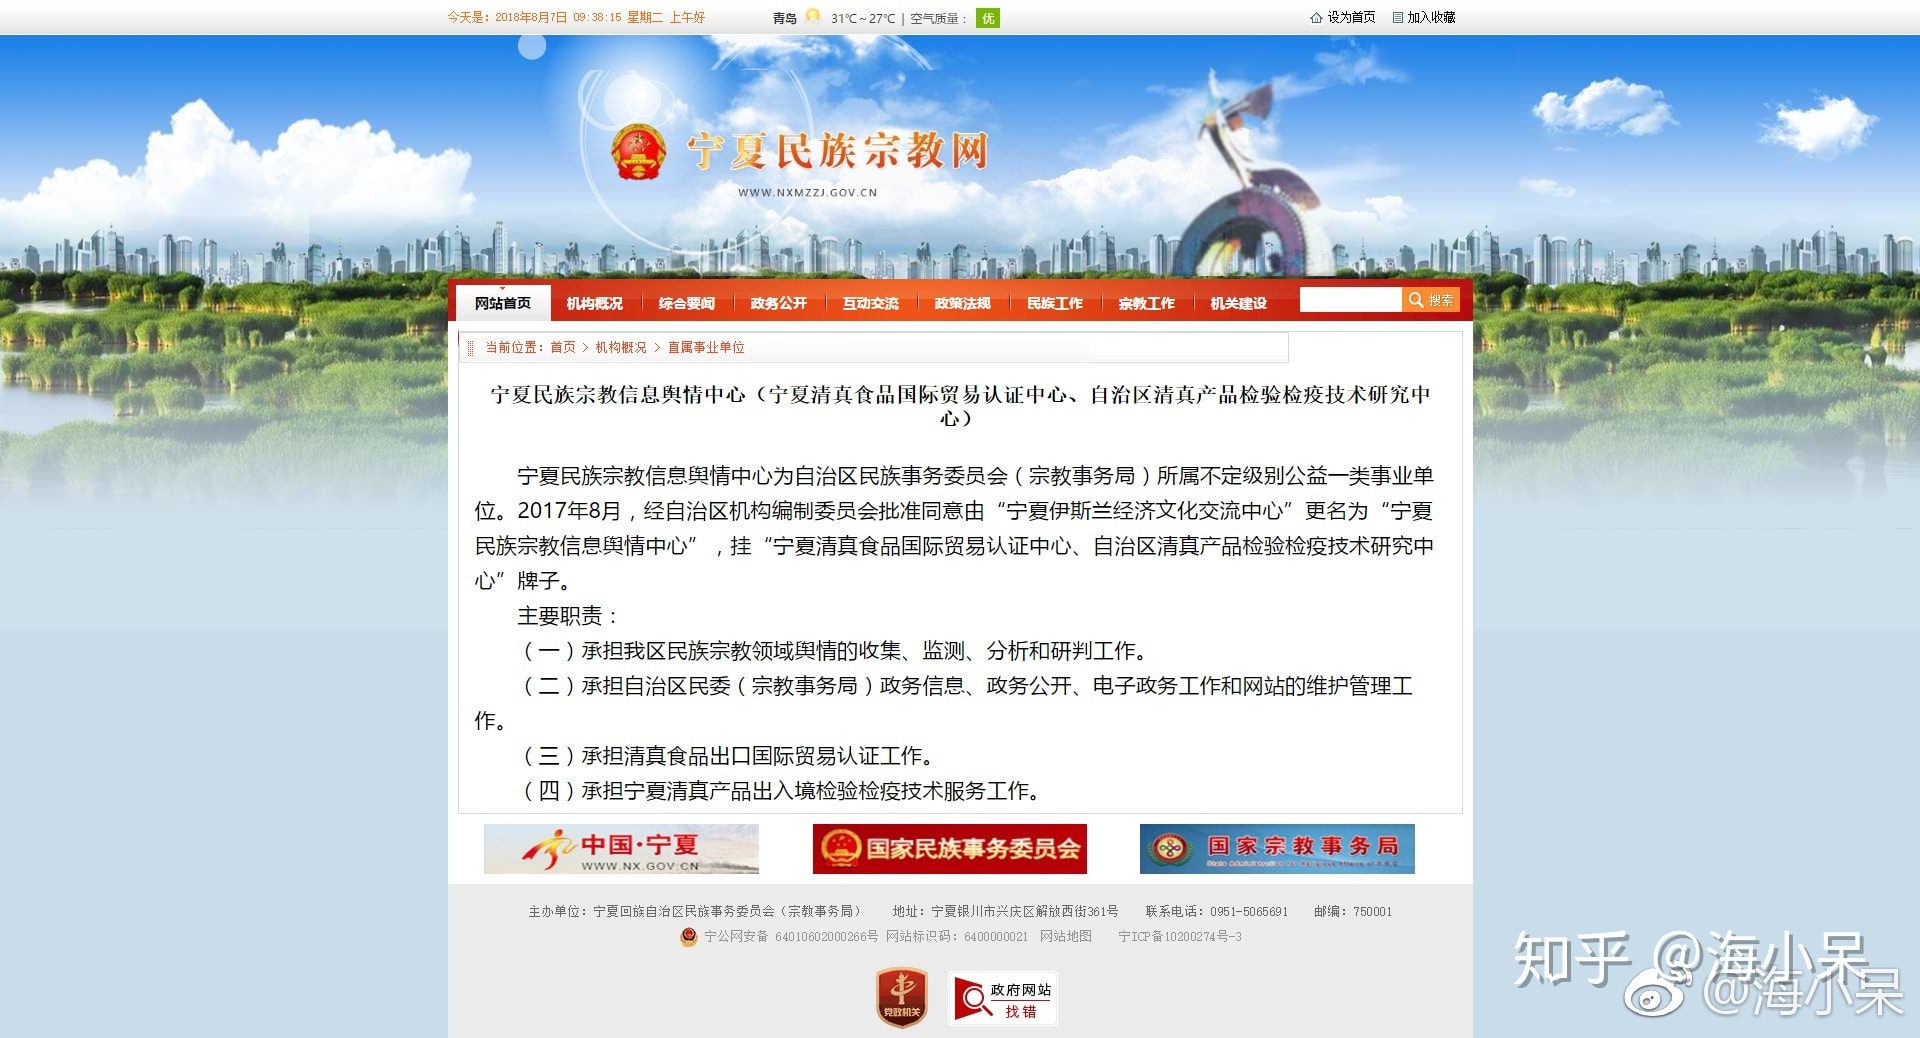 今天是：2018年8月7日 09:38:15 星期二 上午好
青岛 31℃～27℃ | 空气质量： 优
设为首页 加入收藏
宁夏民族宗教网
WWW.NXMZZJ.GOV.CN
网站首页 机构概况 综合要闻 政务公开 互动交流 政策法规 民族工作 宗教工作 机关建设 搜索
当前位置：首页 > 机构概况 > 直属事业单位
宁夏民族宗教信息舆情中心（宁夏清真食品国际贸易认证中心、自治区清真产品检验检疫技术研究中
心）
宁夏民族宗教信息舆情中心为自治区民族事务委员会（宗教事务局）所属不定级别公益一类事业单
位。2017年8月，经自治区机构编制委员会批准同意由“宁夏伊斯兰经济文化交流中心”更名为“宁夏
民族宗教信息舆情中心”，挂“宁夏清真食品国际贸易认证中心、自治区清真产品检验检疫技术研究中
心”牌子。
主要职责：
（一）承担我区民族宗教领域舆情的收集、监测、分析和研判工作。
（二）承担自治区民委（宗教事务局）政务信息、政务公开、电子政务工作和网站的维护管理工
作。
（三）承担清真食品出口国际贸易认证工作。
（四）承担宁夏清真产品出入境检验检疫技术服务工作。
中国·宁夏
WWW.NX.GOV.CN
国家民族事务委员会
国家宗教事务局
State Administration for Religious Affairs of P.R.C
主办单位：宁夏回族自治区民族事务委员会（宗教事务局） 地址：宁夏银川市兴庆区解放西街361号 联系电话：0951-5065691 邮编：750001
宁公网安备 64010602000266号 网站标识码：6400000021 网站地图 宁ICP备10200274号-3
党政机关
政府网站
找错
知乎 @海小呆
@海小呆